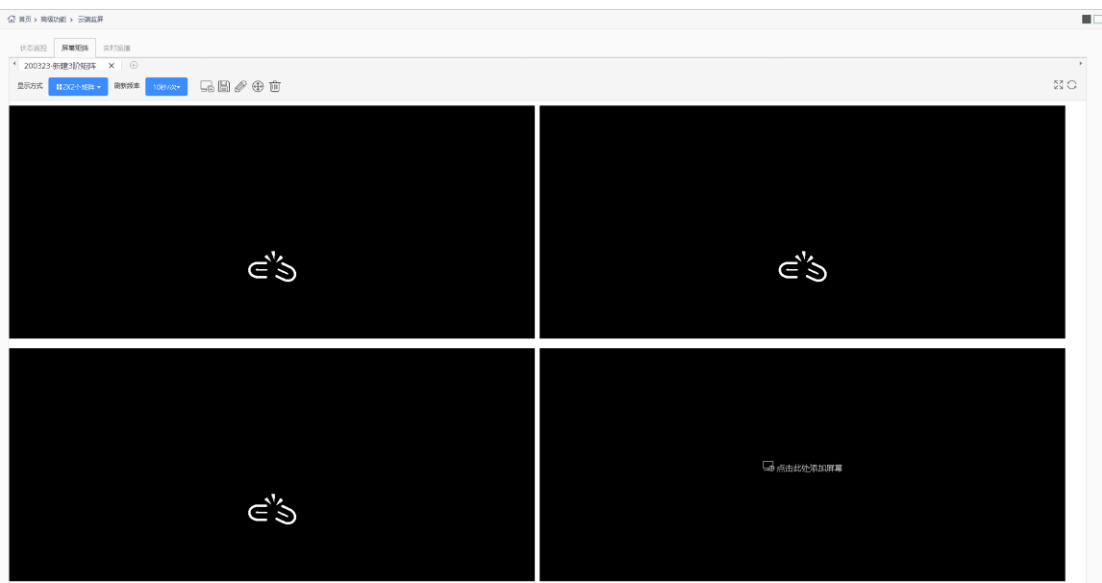 首页 > 高级功能 > 云端监屏
状态监控 屏幕矩阵 实时监播
200323-新建3阶矩阵 ×
显示方式 2X2个矩阵 刷新频率 10秒/次
点击此处添加屏幕